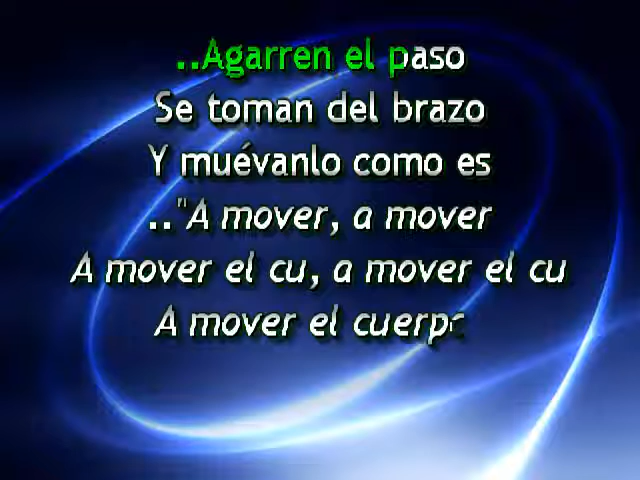 ..Agarren el paso
Se toman del brazo
Y muévanlo como es
.."A mover, a mover
A mover el cu, a mover el cu
A mover el cuerpo